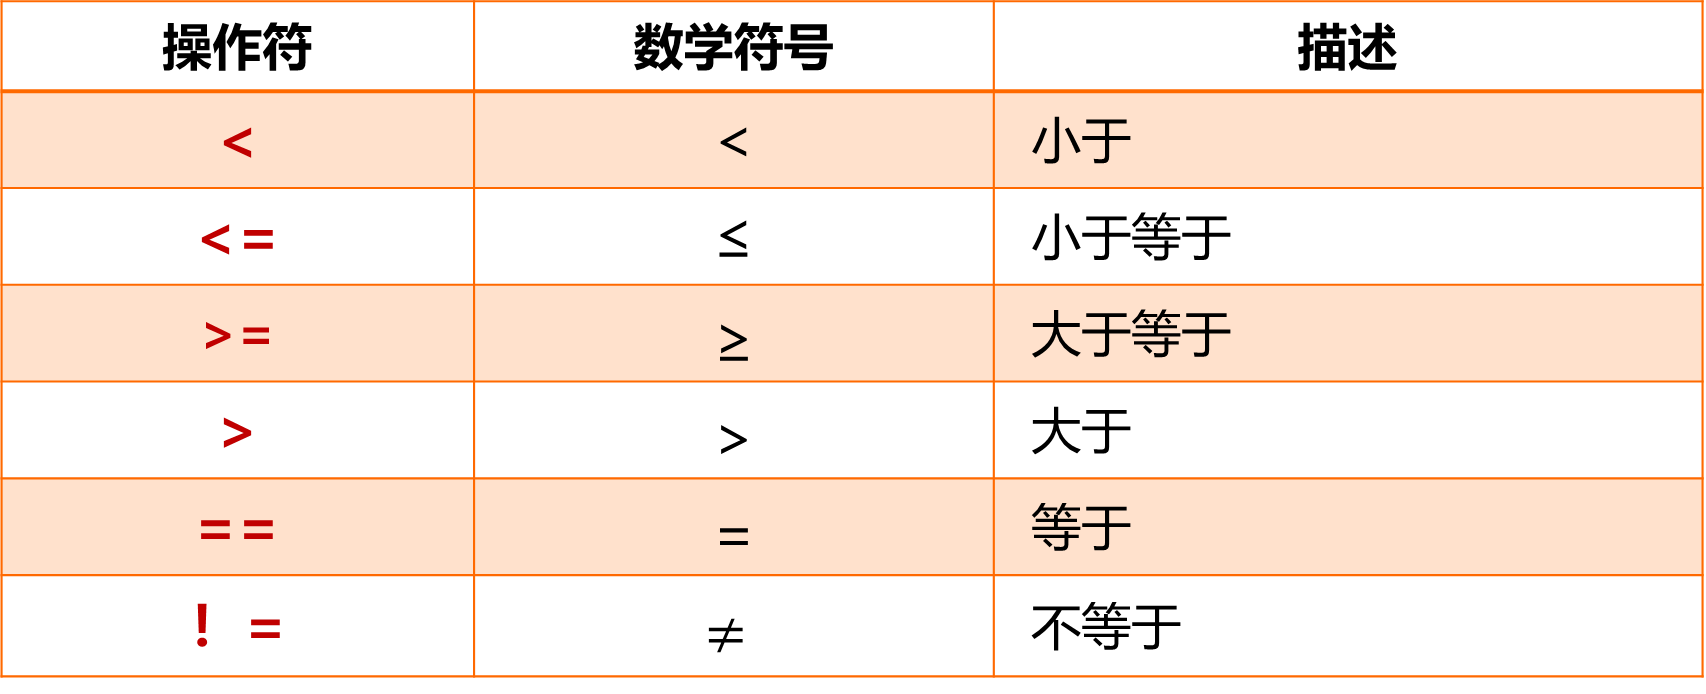 操作符 数学符号 描述
< < 小于
<= ≤ 小于等于
>= ≥ 大于等于
> > 大于
== = 等于
! = ≠ 不等于